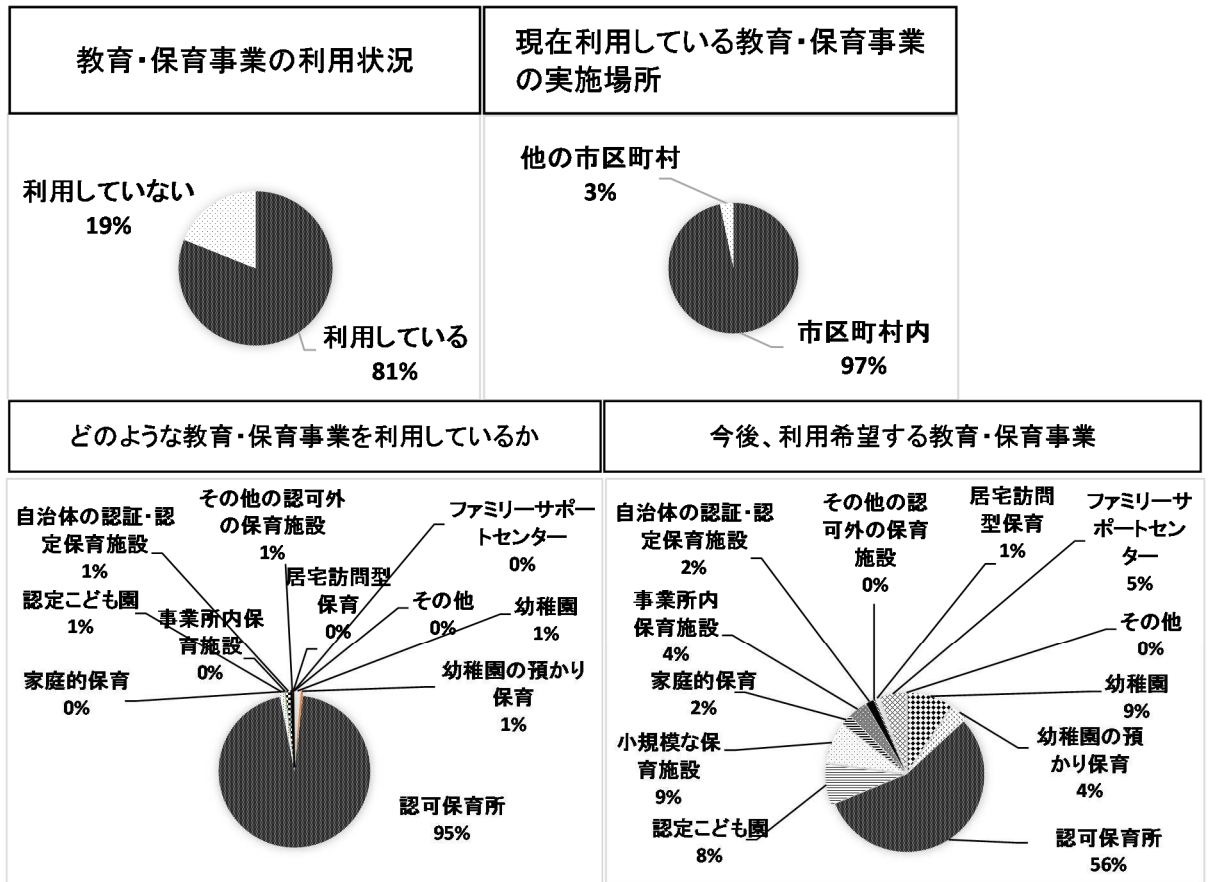 教育・保育事業の利用状況
現在利用している教育・保育事業
の実施場所
利用していない
19%
利用している
81%
他の市区町村
3%
市区町村内
97%
どのような教育・保育事業を利用しているか
今後、利用希望する教育・保育事業
自治体の認証・認
定保育施設
1%
その他の認可外
の保育施設
1%
ファミリーサポー
トセンター
0%
認定こども園
1%
事業所内保
育施設
0%
居宅訪問型
保育
0%
その他
0%
幼稚園
1%
家庭的保育
0%
幼稚園の預かり
保育
1%
認可保育所
95%
自治体の認証・認
定保育施設
2%
その他の認
可外の保育
施設
0%
居宅訪問
型保育
1%
ファミリーサ
ポートセン
ター
5%
事業所内
保育施設
4%
その他
0%
家庭的保育
2%
幼稚園
9%
小規模な保
育施設
9%
幼稚園の預
かり保育
4%
認定こども園
8%
認可保育所
56%